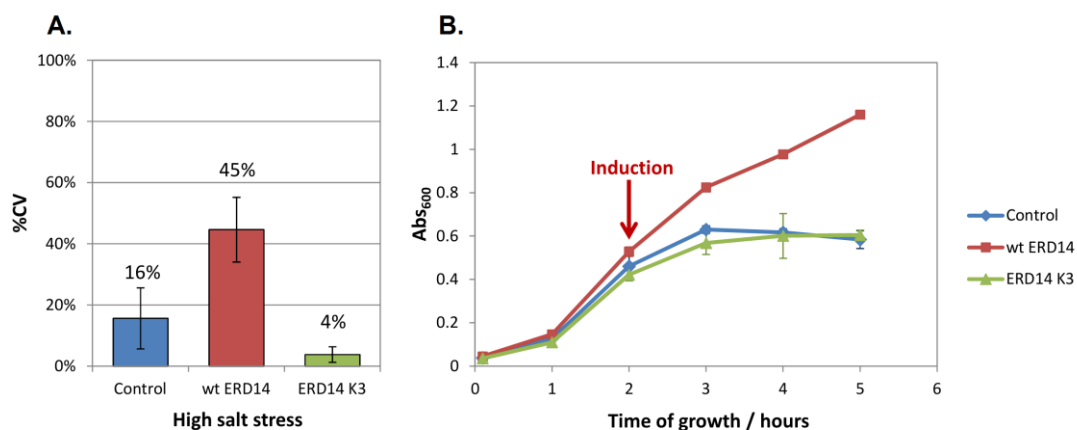 A.
100%
80%
60%
40%
20%
0%
%CV
16%
45%
4%
Control
wt ERD14
ERD14 K3
High salt stress
B.
1.4
1.2
1
0.8
0.6
0.4
0.2
0
Abs600
Induction
0
1
2
3
4
5
6
Time of growth / hours
Control
wt ERD14
ERD14 K3